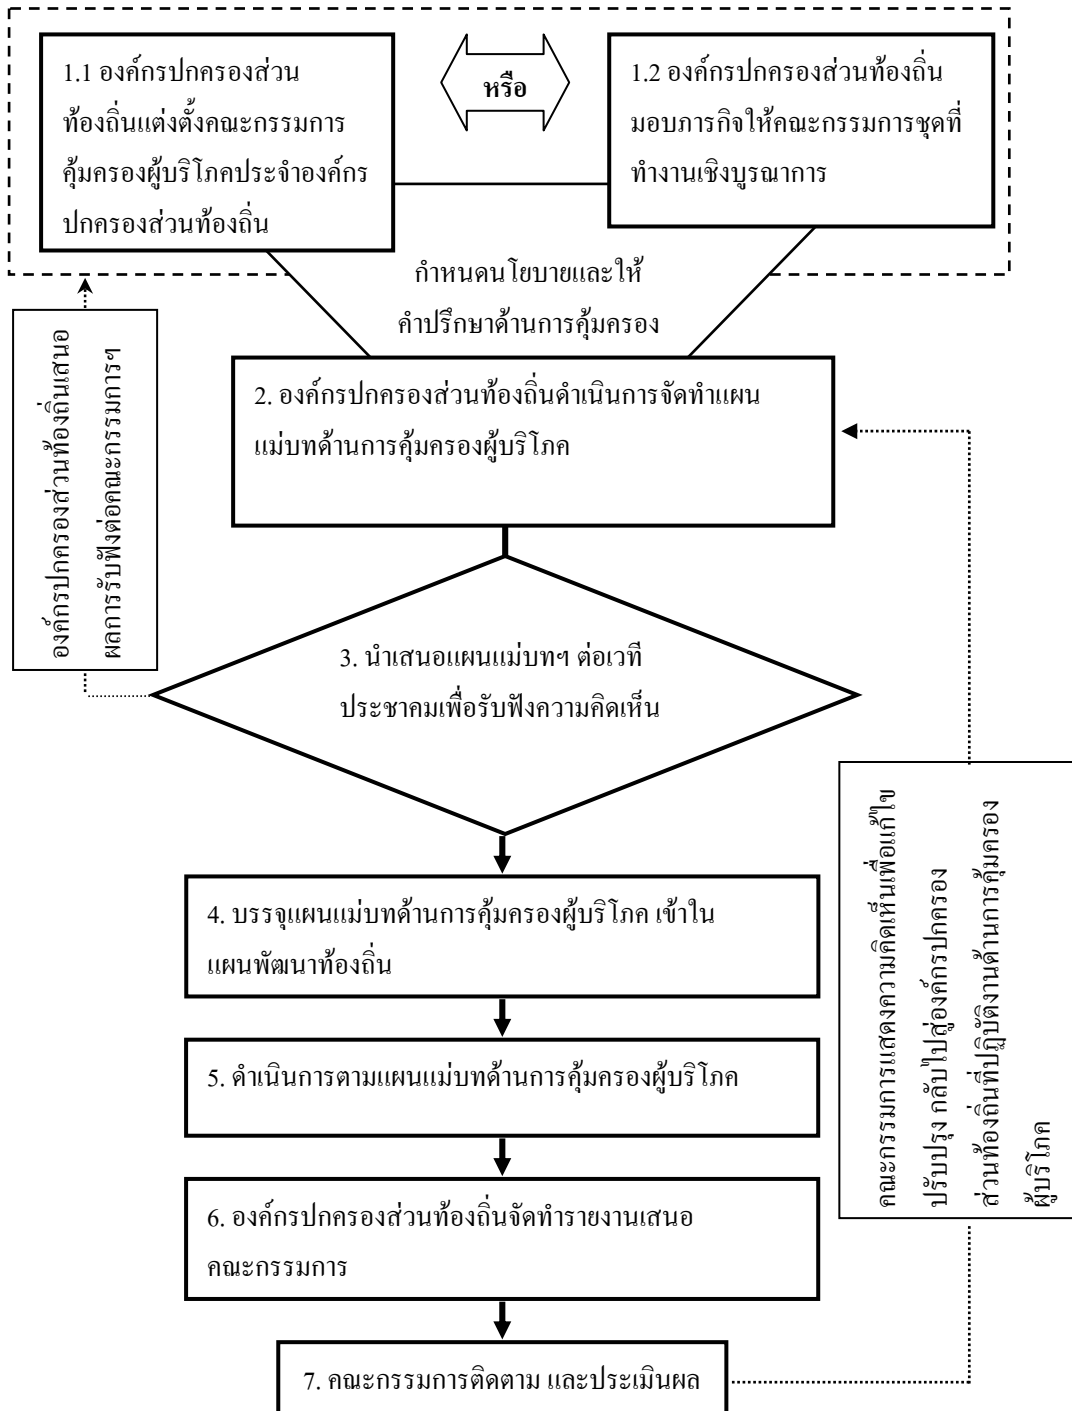 1.1 องค์กรปกครองส่วน
ท้องถิ่นแต่งตั้งคณะกรรมการ
คุ้มครองผู้บริโภคประจำองค์กร
ปกครองส่วนท้องถิ่น
หรือ
1.2 องค์กรปกครองส่วนท้องถิ่น
มอบภารกิจให้คณะกรรมการชุดที่
ทำงานเชิงบูรณาการ
กำหนดนโยบายและให้
คำปรึกษาด้านการคุ้มครอง
องค์กรปกครองส่วนท้องถิ่นเสนอ
ผลการรับฟังต่อคณะกรรมการฯ
2. องค์กรปกครองส่วนท้องถิ่นดำเนินการจัดทำแผน
แม่บทด้านการคุ้มครองผู้บริโภค
3. นำเสนอแผนแม่บทฯ ต่อเวที
ประชาคมเพื่อรับฟังความคิดเห็น
4. บรรจุแผนแม่บทด้านการคุ้มครองผู้บริโภค เข้าใน
แผนพัฒนาท้องถิ่น
5. ดำเนินการตามแผนแม่บทด้านการคุ้มครองผู้บริโภค
6. องค์กรปกครองส่วนท้องถิ่นจัดทำรายงานเสนอ
คณะกรรมการ
7. คณะกรรมการติดตาม และประเมินผล
คณะกรรมการแสดงความคิดเห็นเพื่อแก้ไข
ปรับปรุง กลับไปสู่องค์กรปกครอง
ส่วนท้องถิ่นที่ปฏิบัติงานด้านการคุ้มครอง
ผู้บริโภค